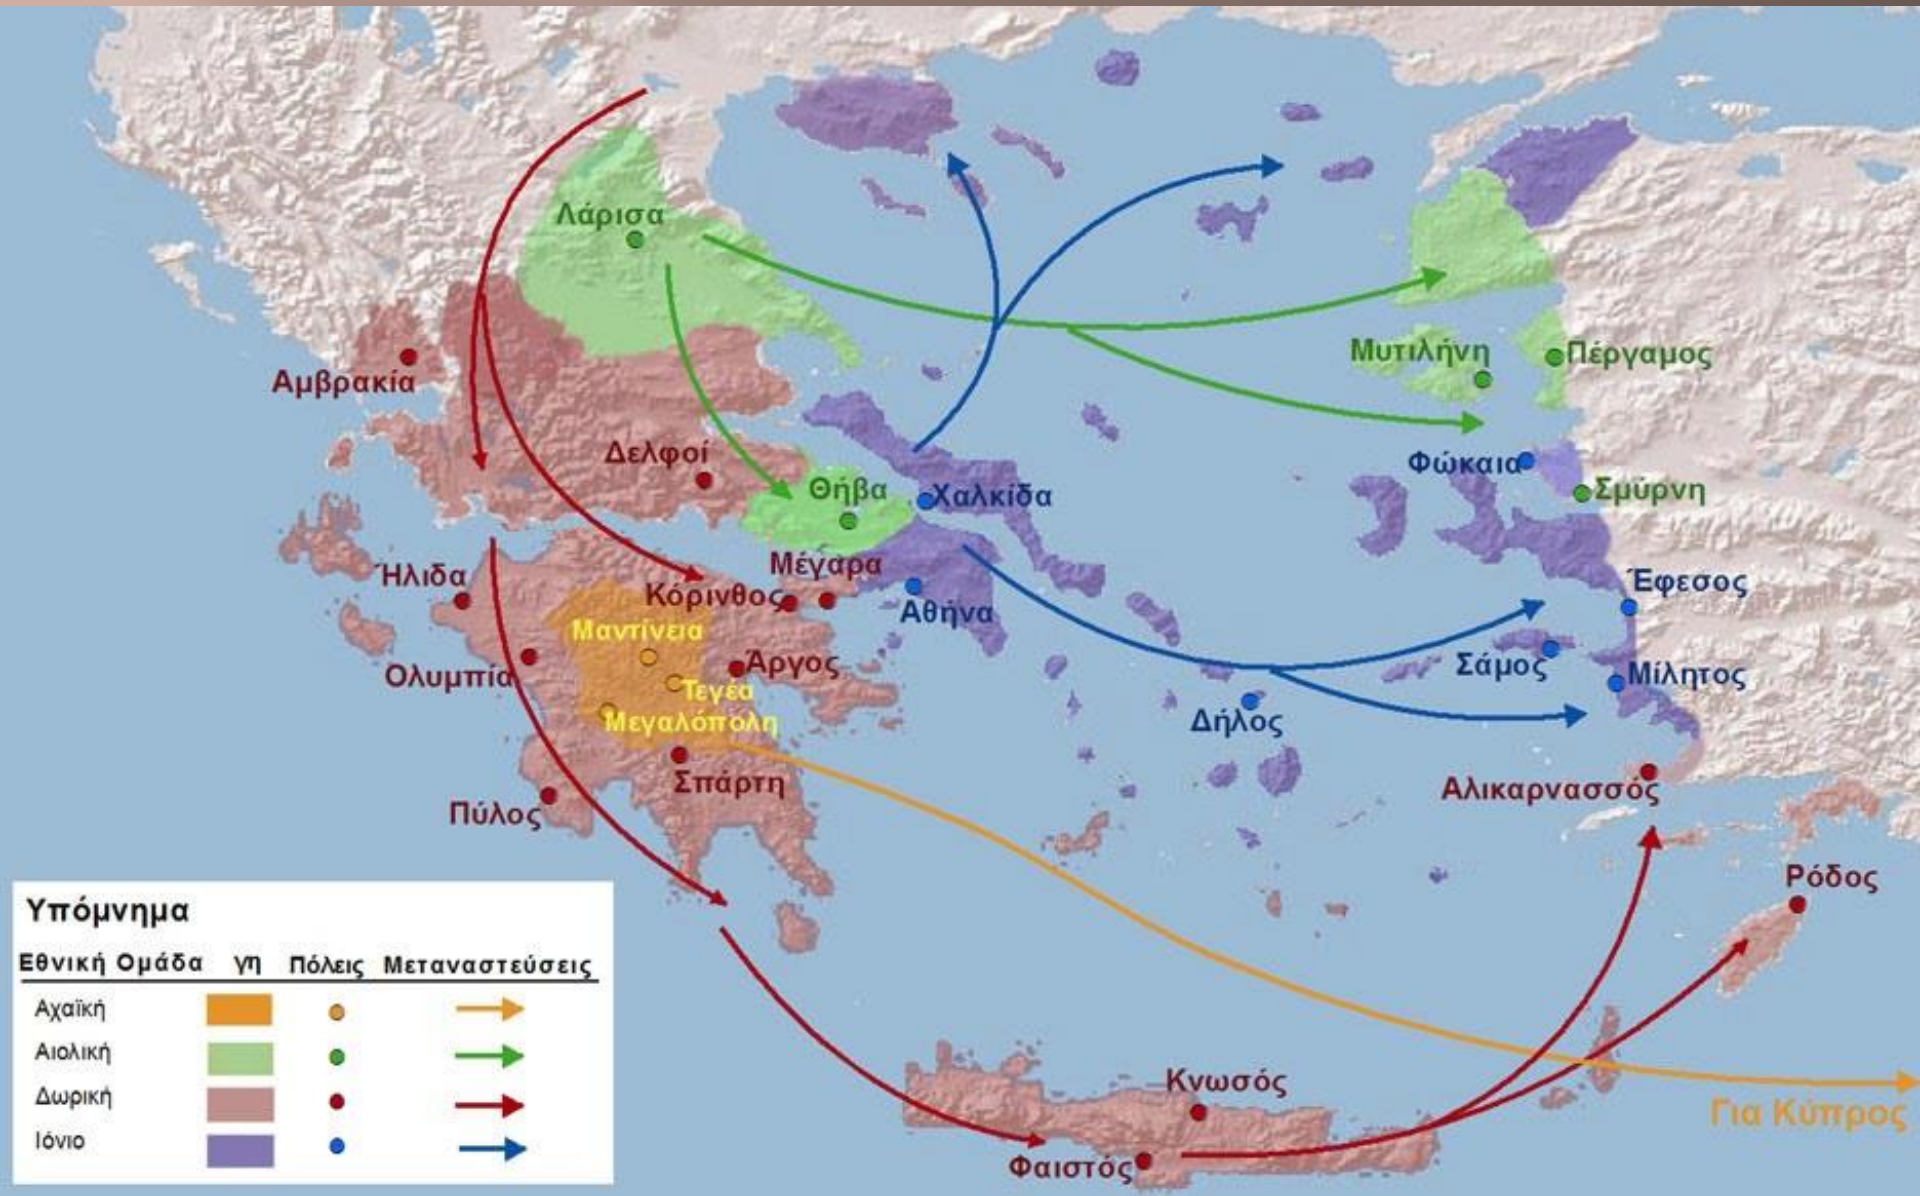 Λάρισα
Αμβρακία
Μυτιλήνη
Πέργαμος
Δελφοί
Θήβα
Χαλκίδα
Φώκαια
Σμύρνη
Ήλιδα
Μέγαρα
Κόρινθος
Αθήνα
Έφεσος
Μαντίνεια
Ολυμπία
Άργος
Τεγέα
Μεγαλόπολη
Σάμος
Μίλητος
Δήλος
Σπάρτη
Πύλος
Αλικαρνασσός
Ρόδος
Κνωσός
Φαιστός
Για Κύπρος
Υπόμνημα
Εθνική Ομάδα γη Πόλεις Μεταναστεύσεις
Αχαϊκή
Αιολική
Δωρική
Ιόνιο